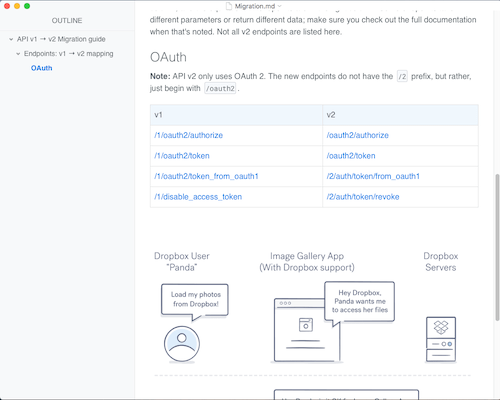 Migration.md
OUTLINE
API v1 → v2 Migration guide
Endpoints: v1 → v2 mapping
OAuth
different parameters or return different data; make sure you check out the full documentation
when that's noted. Not all v2 endpoints are listed here.
OAuth
Note: API v2 only uses OAuth 2. The new endpoints do not have the /2 prefix, but rather,
just begin with /oauth2.
v1 v2
/1/oauth2/authorize /oauth2/authorize
/1/oauth2/token /oauth2/token
/1/oauth2/token_from_oauth1 /2/auth/token/from_oauth1
/1/disable_access_token /2/auth/token/revoke
Dropbox User
"Panda"
Image Gallery App
(With Dropbox support)
Dropbox
Servers
Load my photos
from Dropbox!
Hey Dropbox,
Panda wants me
to access her files